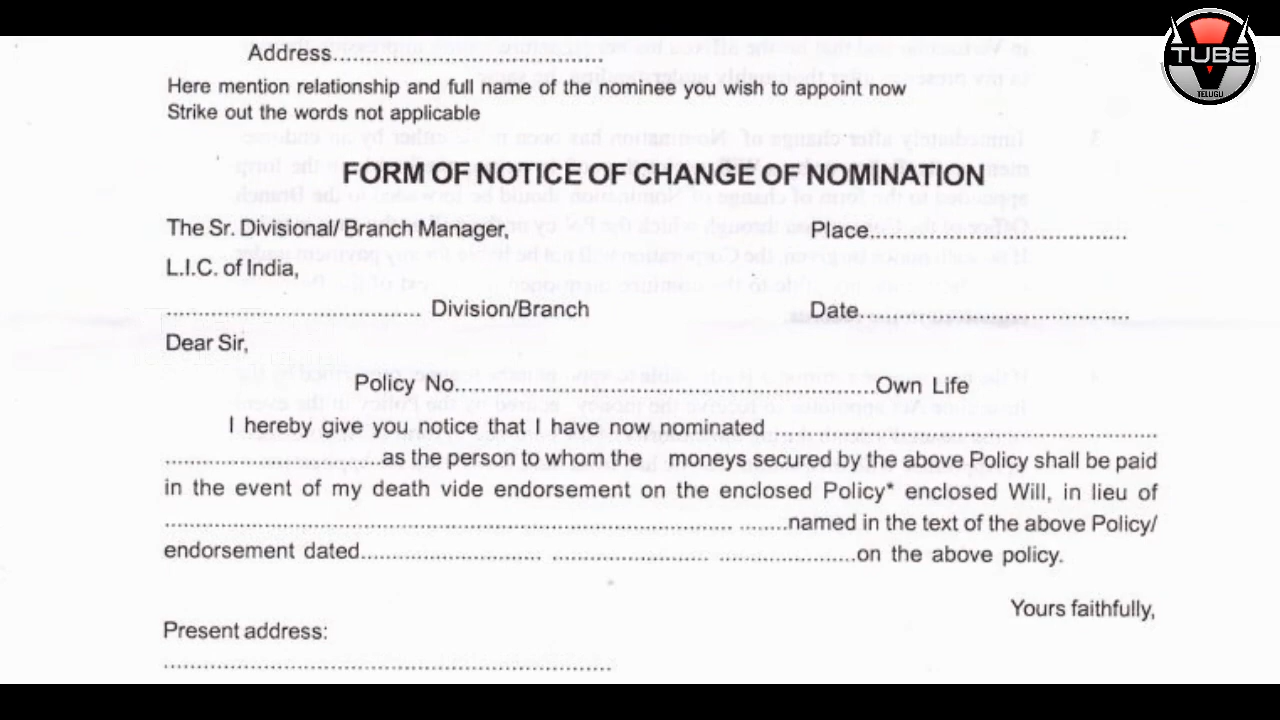 TUBE
TELUGU
Address..................................................
Here mention relationship and full name of the nominee you wish to appoint now
Strike out the words not applicable
FORM OF NOTICE OF CHANGE OF NOMINATION
The Sr. Divisional/ Branch Manager, Place................................................
L.I.C. of India,
............................................. Division/Branch Date................................................
Dear Sir,
Policy No..........................................................................Own Life
I hereby give you notice that I have now nominated ..................................................................
......................................as the person to whom the moneys secured by the above Policy shall be paid
in the event of my death vide endorsement on the enclosed Policy* enclosed Will, in lieu of
.................................................................................................... ........named in the text of the above Policy/
endorsement dated................................ ............................ ........................on the above policy.
Yours faithfully,
Present address:
...............................................................................